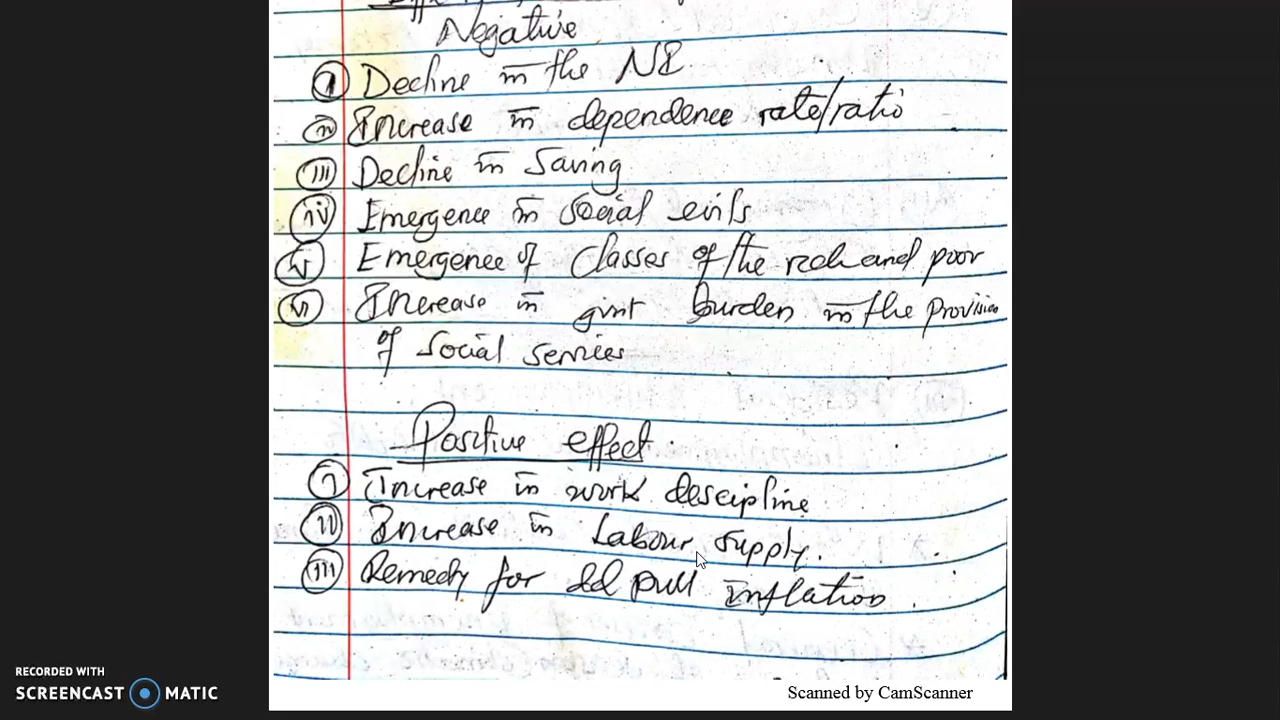 Negative
(i) Decline in the NI
(ii) Increase in dependence rate/ratio
(iii) Decline in Saving
(iv) Emergence in social evils
(v) Emergence of Classes of the rich and poor
(vi) Increase in gvnt burden in the provision
of social services
Positive effect
(i) Increase in work descipline
(ii) Increase in Labour supply.
(iii) Remedy for dd pull inflation.
RECORDED WITH
SCREENCAST MATIC
Scanned by CamScanner